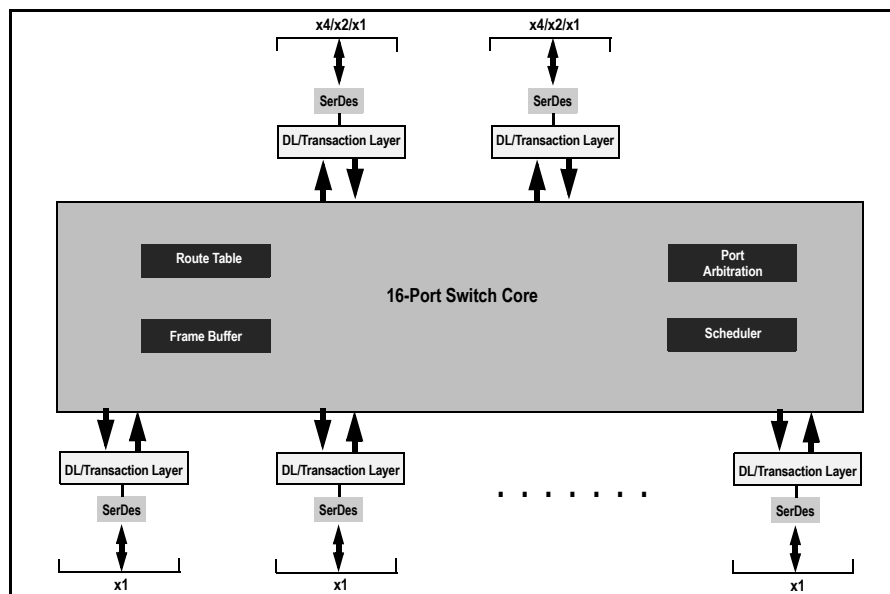 x4/x2/x1
x4/x2/x1
SerDes
SerDes
DL/Transaction Layer
DL/Transaction Layer
Route Table
Port
Arbitration
16-Port Switch Core
Frame Buffer
Scheduler
DL/Transaction Layer
DL/Transaction Layer
DL/Transaction Layer
. . . . . . .
SerDes
SerDes
SerDes
x1
x1
x1